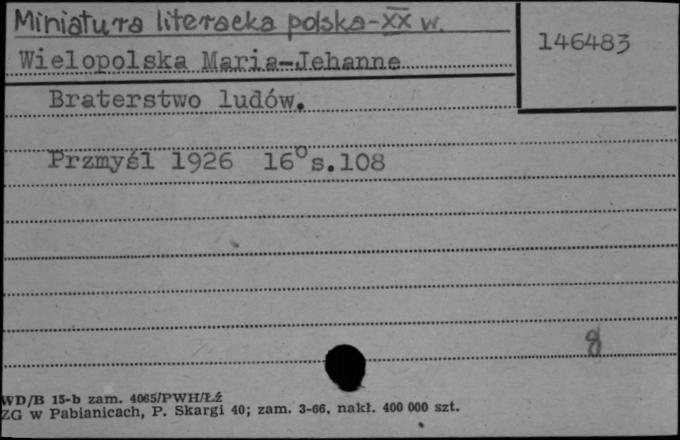 Miniatura literacka polska-XX w.
146483
Wielopolska Maria-Jehanne
Braterstwo ludów.
Przmyśl 1926 16° s.108
8
WD/B 15-b zam. 4065/PWH/Łź
ZG w Pabianicach, P. Skargi 40; zam. 3-66, nakł. 400 000 szt.